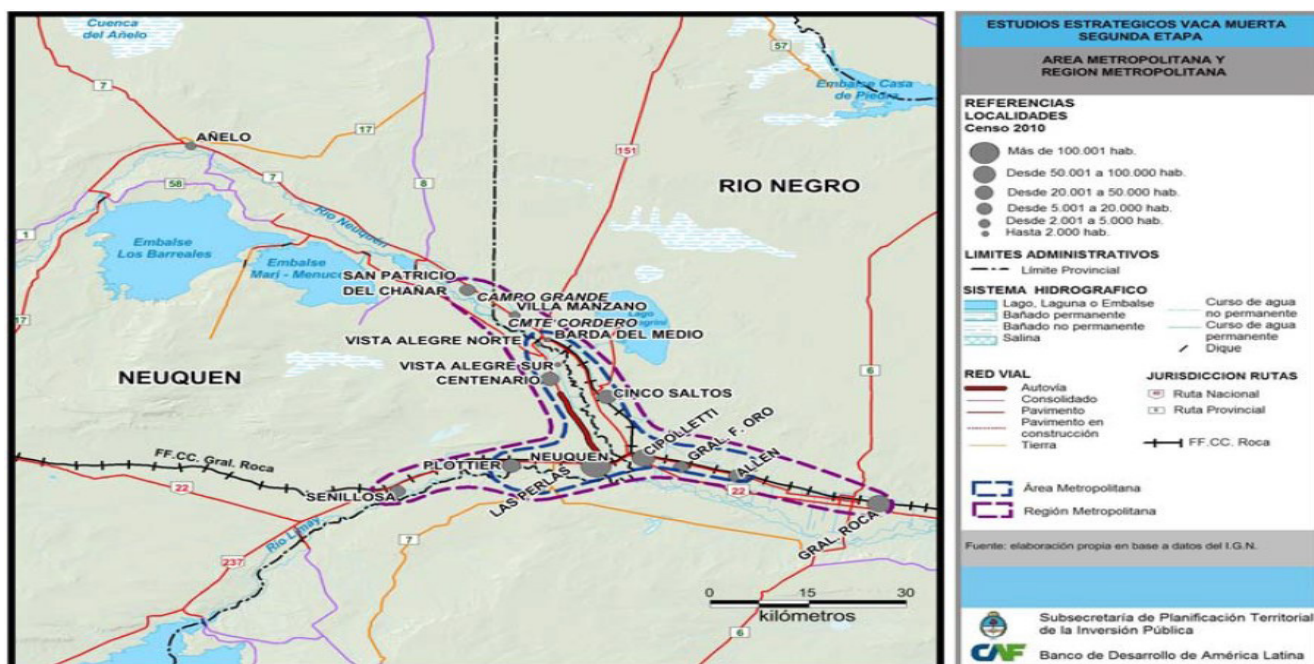 Cuenca
del Añelo
7
AÑELO
17
58
7
8
1
Río Neuquén
Embalse
Los Barreales
Embalse
Marí - Menuco
17
57
Embalse Casa
de Piedra
151
RIO NEGRO
SAN PATRICIO
DEL CHAÑAR
CAMPO GRANDE
VILLA MANZANO
CMTE CORDERO
Lago
BARDA DEL MEDIO
VISTA ALEGRE NORTE
6
VISTA ALEGRE SUR
CENTENARIO
NEUQUEN
CINCO SALTOS
CIPOLLETTI
GRAL. F. ORO
FF.CC. Gral. Roca
PLOTTIER
NEUQUEN
ALLEN
22
SENILLOSA
LAS PERLAS
22
GRAL. ROCA
Río Limay
7
237
0 15 30
kilómetros
6
ESTUDIOS ESTRATEGICOS VACA MUERTA
SEGUNDA ETAPA
AREA METROPOLITANA Y
REGION METROPOLITANA
REFERENCIAS
LOCALIDADES
Censo 2010
Más de 100.001 hab.
Desde 50.001 a 100.000 hab.
Desde 20.001 a 50.000 hab.
Desde 5.001 a 20.000 hab.
Desde 2.001 a 5.000 hab.
Hasta 2.000 hab.
LIMITES ADMINISTRATIVOS
Límite Provincial
SISTEMA HIDROGRAFICO
Lago, Laguna o Embalse
Bañado permanente
Bañado no permanente
Salina
Curso de agua
no permanente
Curso de agua
permanente
Dique
RED VIAL
Autovía
Consolidado
Pavimento
Pavimento en
construcción
Tierra
JURISDICCION RUTAS
Ruta Nacional
Ruta Provincial
FF.CC. Roca
Área Metropolitana
Región Metropolitana
Fuente: elaboración propia en base a datos del I.G.N.
Subsecretaría de Planificación Territorial
de la Inversión Pública
CAF
Banco de Desarrollo de América Latina